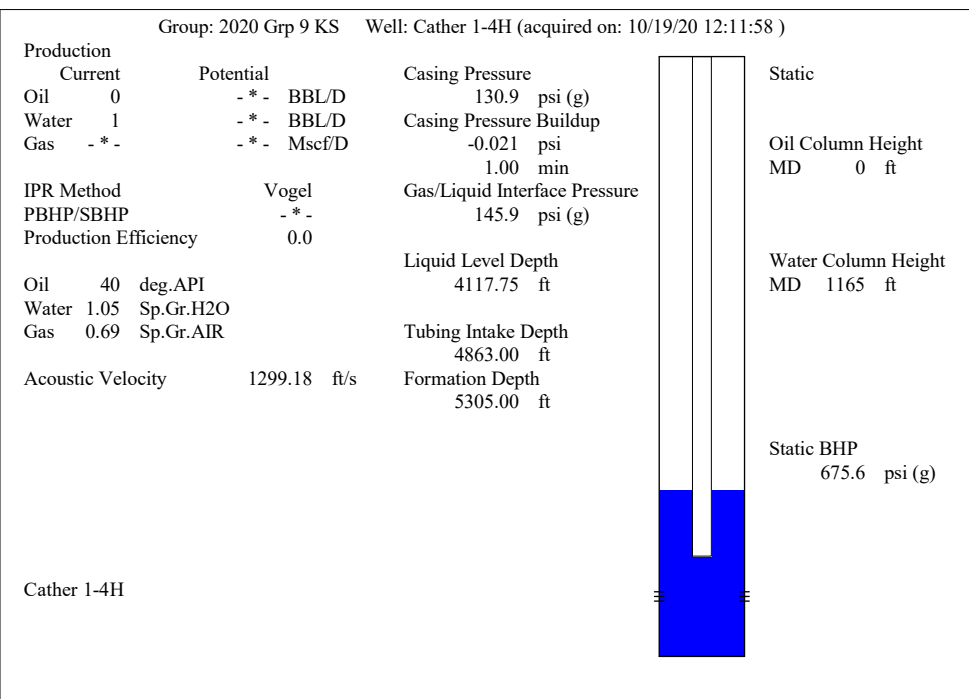 Group: 2020 Grp 9 KS Well: Cather 1-4H (acquired on: 10/19/20 12:11:58 )
Production
Current Potential
Oil 0 - * - BBL/D
Water 1 - * - BBL/D
Gas - * - - * - Mscf/D
IPR Method Vogel
PBHP/SBHP - * -
Production Efficiency 0.0
Oil 40 deg.API
Water 1.05 Sp.Gr.H2O
Gas 0.69 Sp.Gr.AIR
Acoustic Velocity 1299.18 ft/s
Casing Pressure
130.9 psi (g)
Casing Pressure Buildup
-0.021 psi
1.00 min
Gas/Liquid Interface Pressure
145.9 psi (g)
Liquid Level Depth
4117.75 ft
Tubing Intake Depth
4863.00 ft
Formation Depth
5305.00 ft
Static
Oil Column Height
MD 0 ft
Water Column Height
MD 1165 ft
Static BHP
675.6 psi (g)
Cather 1-4H